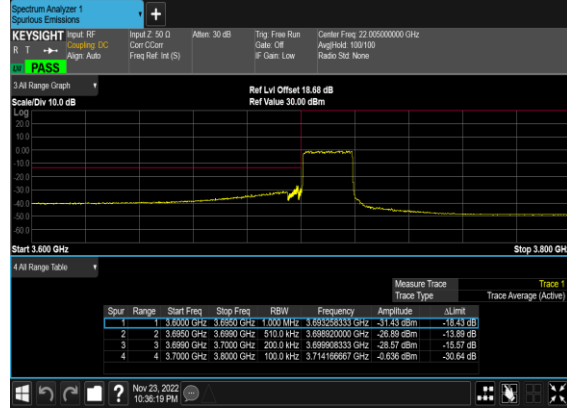 Spectrum Analyzer 1
Spurious Emissions
+
KEYSIGHT Input: RF Input Z: 50 Ω Atten: 30 dB Trig: Free Run Center Freq: 22.005000000 GHz
R T Coupling: DC Corr CCorr Gate: Off Avg|Hold: 100/100
Align: Auto Freq Ref: Int (S) IF Gain: Low Radio Std: None
PASS
3 All Range Graph
Ref Lvl Offset 18.68 dB
Scale/Div 10.0 dB Ref Value 30.00 dBm
Log
20.0
10.0
0.00
-10.0
-20.0
-30.0
-40.0
-50.0
-60.0
Start 3.600 GHz Stop 3.800 GHz
4 All Range Table
Measure Trace Trace 1
Trace Type Trace Average (Active)
Spur Range Start Freq Stop Freq RBW Frequency Amplitude ΔLimit
1 1 3.6000 GHz 3.6950 GHz 1.000 MHz 3.693258333 GHz -31.43 dBm -18.43 dB
2 2 3.6950 GHz 3.6990 GHz 510.0 kHz 3.698920000 GHz -26.89 dBm -13.89 dB
3 3 3.6990 GHz 3.7000 GHz 200.0 kHz 3.699908333 GHz -28.57 dBm -15.57 dB
4 4 3.7000 GHz 3.8000 GHz 100.0 kHz 3.714166667 GHz -0.636 dBm -30.64 dB
? Nov 23, 2022
10:36:19 PM